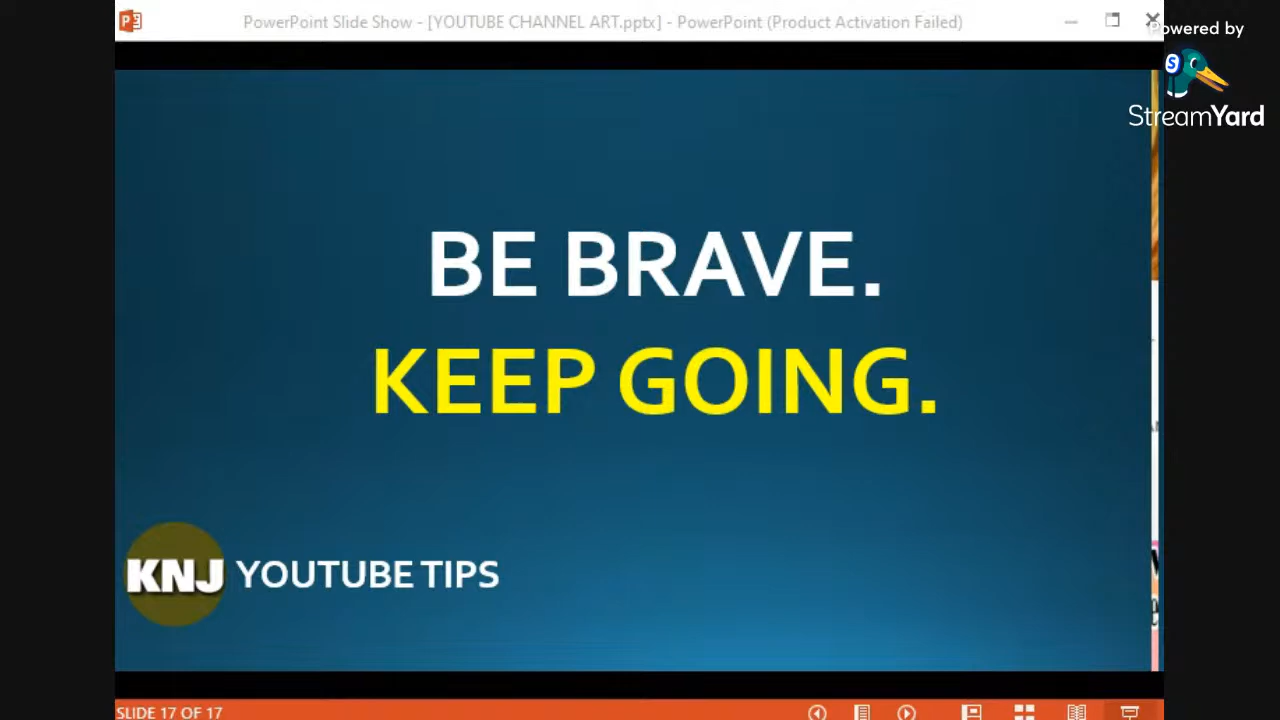 PowerPoint Slide Show - [YOUTUBE CHANNEL ART.pptx] - PowerPoint (Product Activation Failed)
Powered by
StreamYard
BE BRAVE.
KEEP GOING.
KNJ YOUTUBE TIPS
SLIDE 17 OF 17